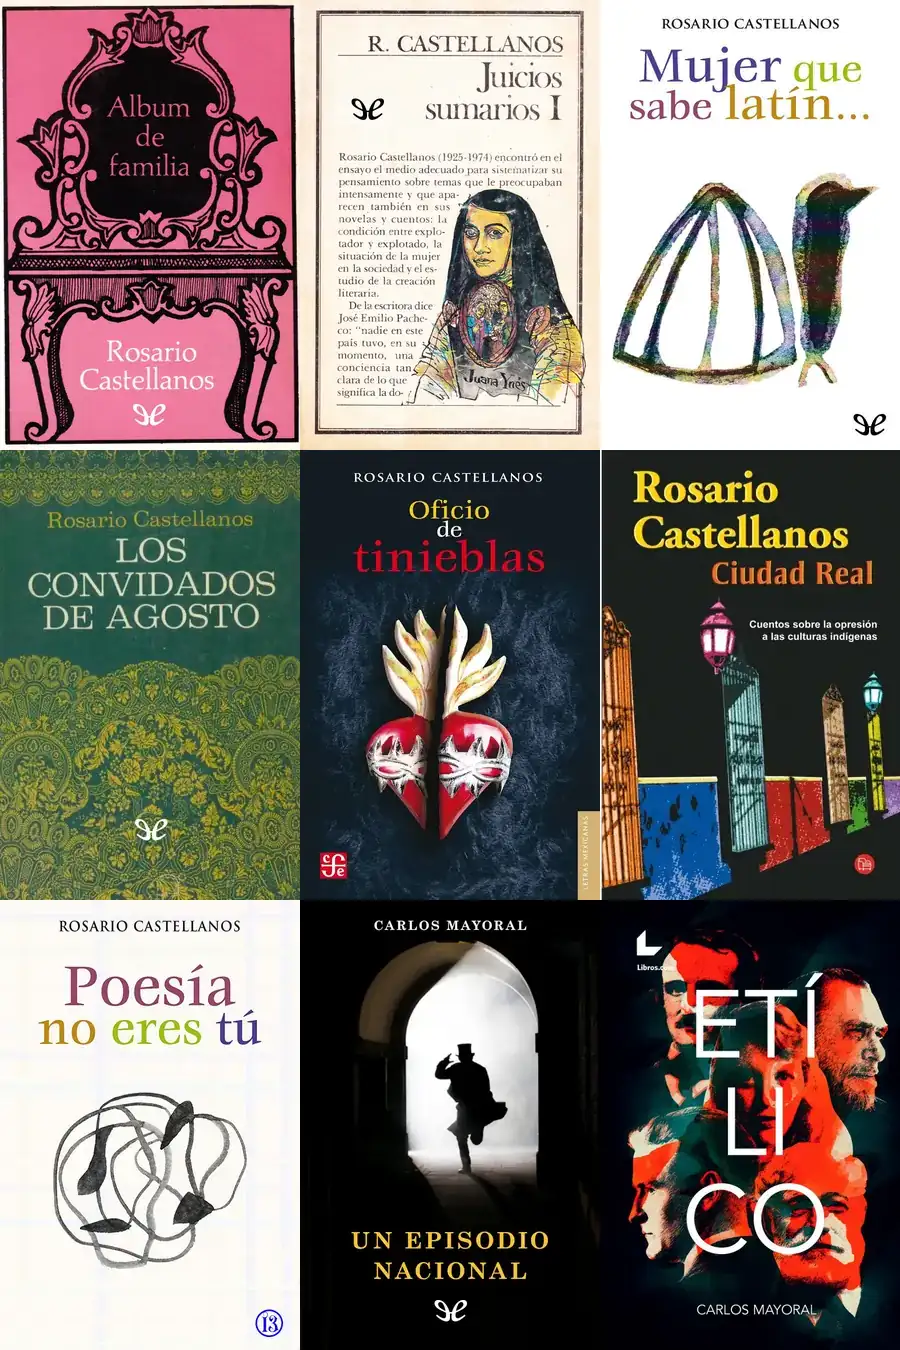 Album
de
familia
Rosario
Castellanos
R. CASTELLANOS
Juicios
sumarios I
Rosario Castellanos (1925-1974) encontró en el
ensayo el medio adecuado para sistematizar su
pensamiento sobre temas que le preocupaban
intensamente y que apa-
recen también en sus
novelas y cuentos: la
condición entre explo-
tador y explotado, la
situación de la mujer
en la sociedad y el es-
tudio de la creación
literaria.
De la escritora dice
José Emilio Pache-
co: "nadie en este
país tuvo, en su
momento, una
conciencia tan
clara de lo que
significa la do-
Juana Ynés
ROSARIO CASTELLANOS
Mujer que
sabe latín...
Rosario Castellanos
LOS
CONVIDADOS
DE AGOSTO
ROSARIO CASTELLANOS
Oficio
de
tinieblas
cfe
LETRAS MEXICANAS
Rosario
Castellanos
Ciudad Real
Cuentos sobre la opresión
a las culturas indígenas
ROSARIO CASTELLANOS
Poesía
no eres tú
13
CARLOS MAYORAL
UN EPISODIO
NACIONAL
Libros.c
ETÍ
LI
CO
CARLOS MAYORAL